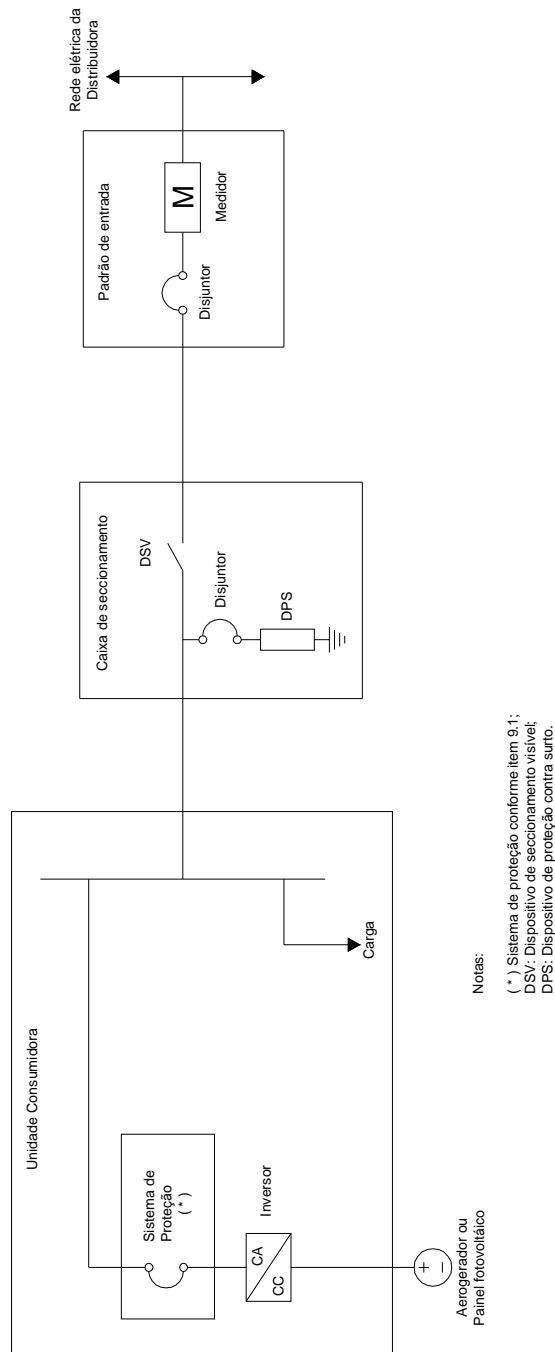 Rede elétrica da
Distribuidora
Padrão de entrada
M
Medidor
Disjuntor
Caixa de seccionamento
DSV
Disjuntor
DPS
Unidade Consumidora
Carga
Sistema de
Proteção
( * )
Inversor
CA
CC
+
–
Aerogerador ou
Painel fotovoltáico
Notas:
( * ) Sistema de proteção conforme item 9.1;
DSV: Dispositivo de seccionamento visível;
DPS: Dispositivo de proteção contra surto.